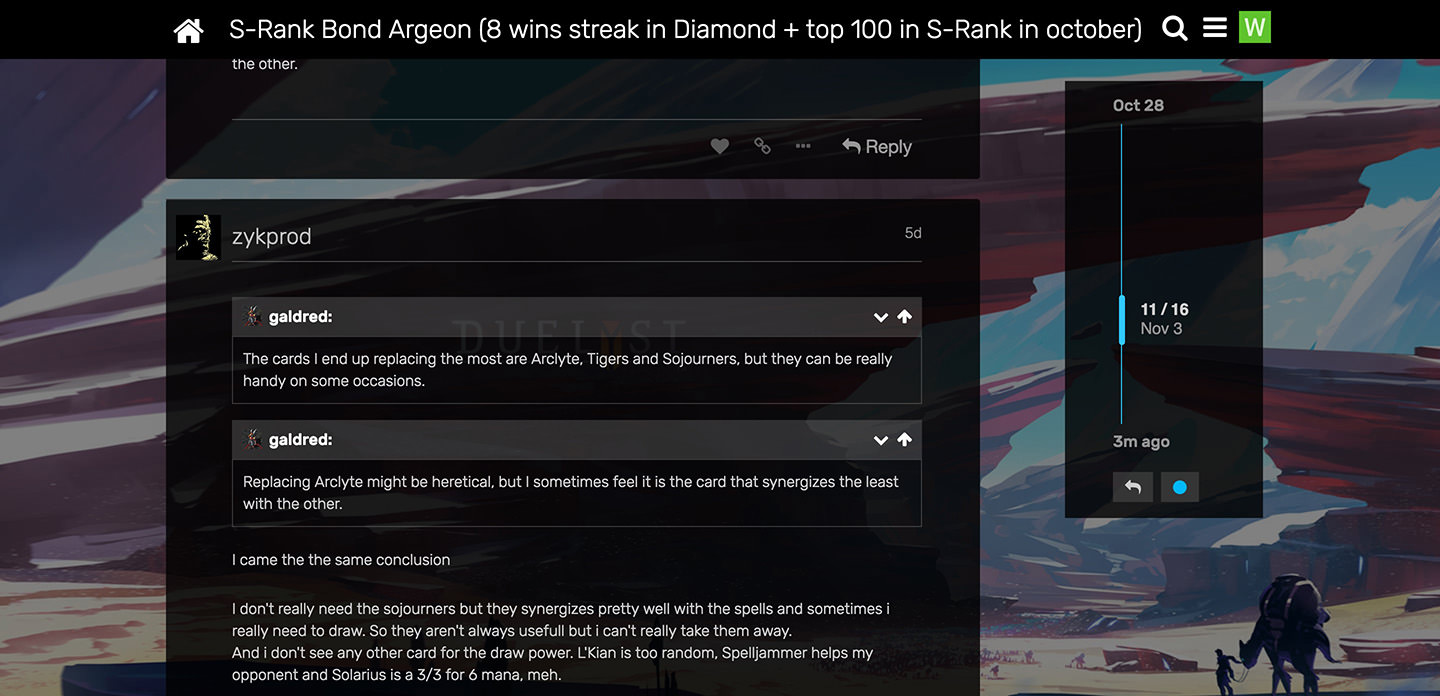 S-Rank Bond Argeon (8 wins streak in Diamond + top 100 in S-Rank in october)
W
the other.
Reply
zykprod
5d
galdred:
DUELYST
The cards I end up replacing the most are Arclyte, Tigers and Sojourners, but they can be really
handy on some occasions.
galdred:
Replacing Arclyte might be heretical, but I sometimes feel it is the card that synergizes the least
with the other.
I came the the same conclusion
I don't really need the sojourners but they synergizes pretty well with the spells and sometimes i
really need to draw. So they aren't always usefull but i can't really take them away.
And i don't see any other card for the draw power. L'Kian is too random, Spelljammer helps my
opponent and Solarius is a 3/3 for 6 mana, meh.
Oct 28
11 / 16
Nov 3
3m ago